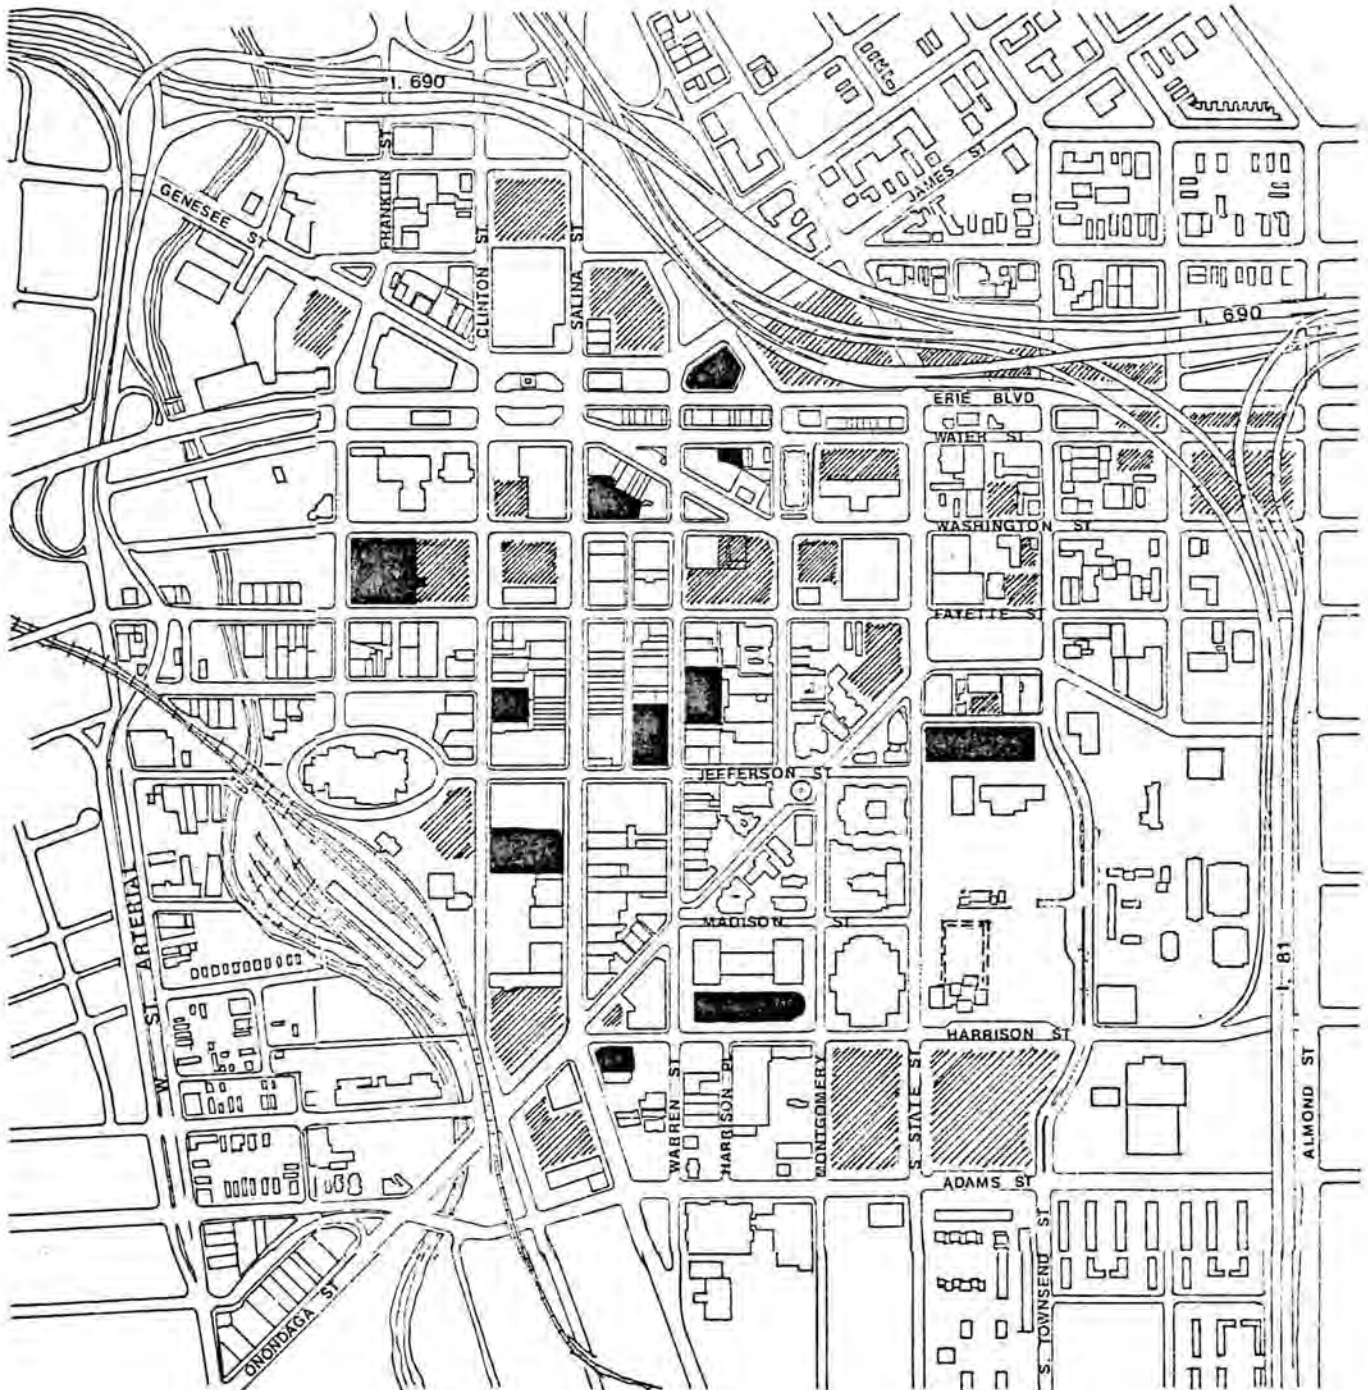 I. 690
FRANKLIN ST
JAMES ST
GENESEE ST
CLINTON ST
SALINA ST
I. 690
ERIE BLVD
WATER ST
WASHINGTON ST
FAYETTE ST
JEFFERSON ST
W ST. ARTERIAL
MADISON ST
I. 81
HARRISON ST
WARREN ST
HARRISON PL
MONTGOMERY
S STATE ST
ALMOND ST
ADAMS ST
S. TOWNSEND ST
ONONDAGA ST